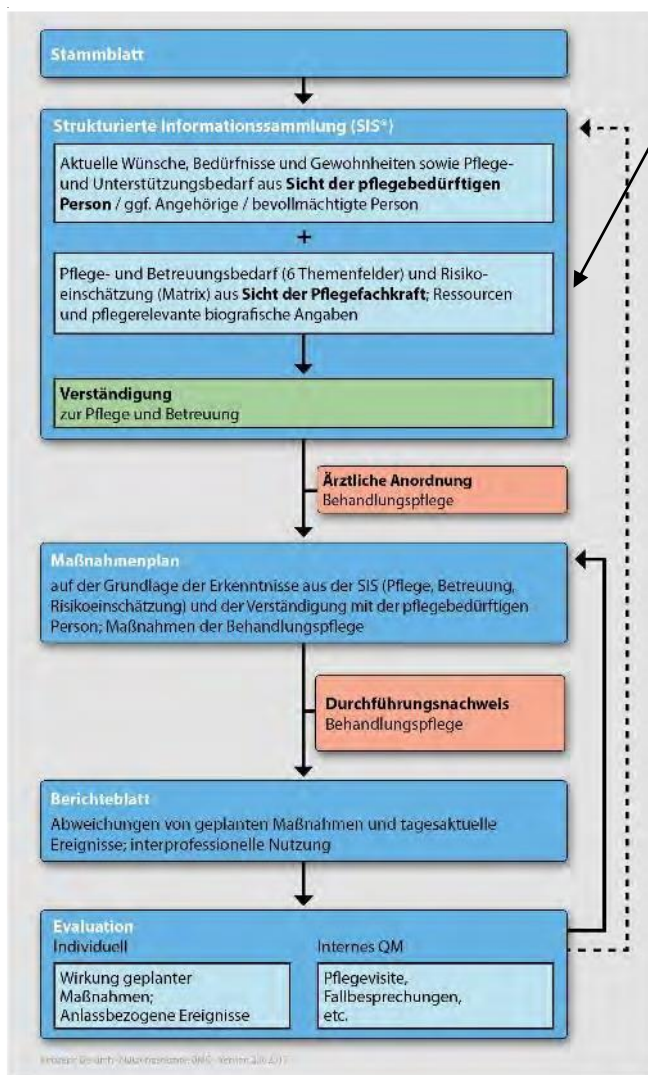 Stammblatt
Strukturierte Informationssammlung (SIS®)
Aktuelle Wünsche, Bedürfnisse und Gewohnheiten sowie Pflege-
und Unterstützungsbedarf aus Sicht der pflegebedürftigen
Person / ggf. Angehörige / bevollmächtigte Person
+
Pflege- und Betreuungsbedarf (6 Themenfelder) und Risiko-
einschätzung (Matrix) aus Sicht der Pflegefachkraft; Ressourcen
und pflegerelevante biografische Angaben
Verständigung
zur Pflege und Betreuung
Ärztliche Anordnung
Behandlungspflege
Maßnahmenplan
auf der Grundlage der Erkenntnisse aus der SIS (Pflege, Betreuung,
Risikoeinschätzung) und der Verständigung mit der pflegebedürftigen
Person; Maßnahmen der Behandlungspflege
Durchführungsnachweis
Behandlungspflege
Berichteblatt
Abweichungen von geplanten Maßnahmen und tagesaktuelle
Ereignisse; interprofessionelle Nutzung
Evaluation
Individuell
Wirkung geplanter
Maßnahmen;
Anlassbezogene Ereignisse
Internes QM
Pflegevisite,
Fallbesprechungen,
etc.